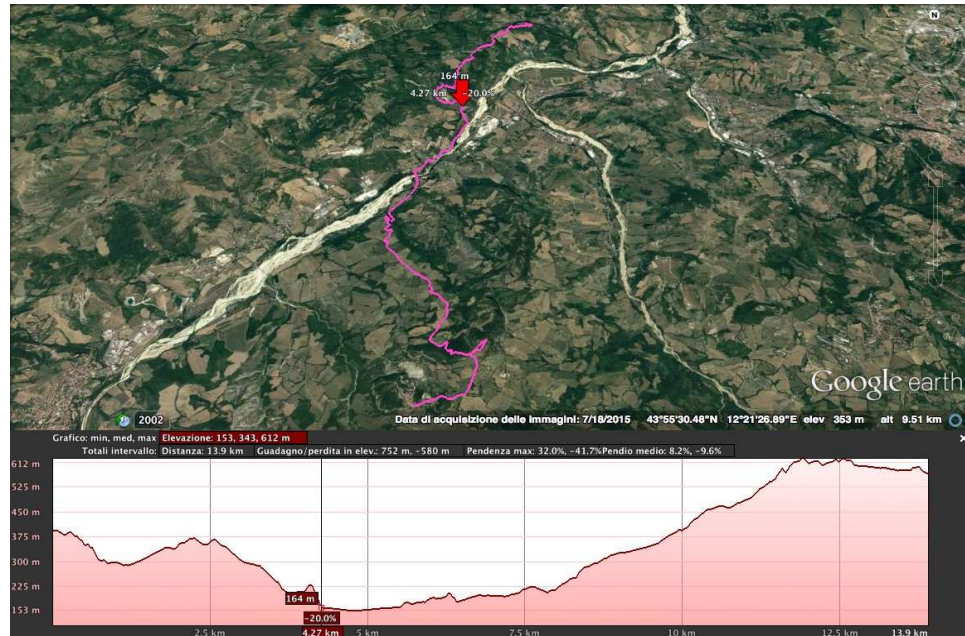 N
164 m
4.27 km -20.0%
Google earth
2002 Data di acquisizione delle immagini: 7/18/2015 43°55'30.48"N 12°21'26.89"E elev 353 m alt 9.51 km
Grafico: min, med, max Elevazione: 153, 343, 612 m
Totali intervallo: Distanza: 13.9 km Guadagno/perdita in elev.: 752 m, -580 m Pendenza max: 32.0%, -41.7% Pendio medio: 8.2%, -9.6%
612 m
525 m
450 m
375 m
300 m
225 m
164 m
153 m
-20.0%
2.5 km 4.27 km 5 km 7.5 km 10 km 12.5 km 13.9 km